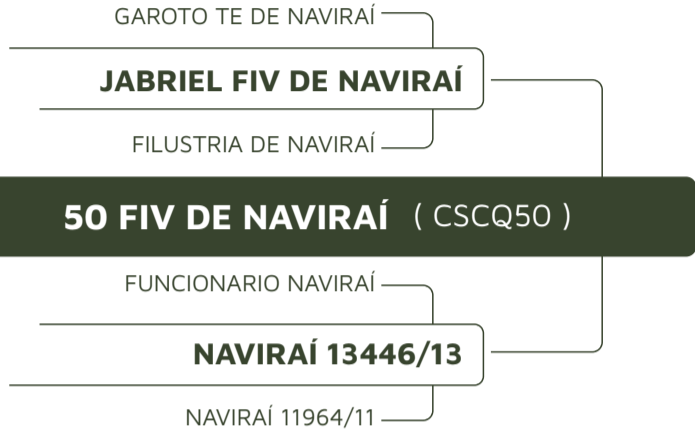 GAROTO TE DE NAVIRAÍ
JABRIEL FIV DE NAVIRAÍ
FILUSTRIA DE NAVIRAÍ
50 FIV DE NAVIRAÍ ( CSCQ50 )
FUNCIONARIO NAVIRAÍ
NAVIRAÍ 13446/13
NAVIRAÍ 11964/11